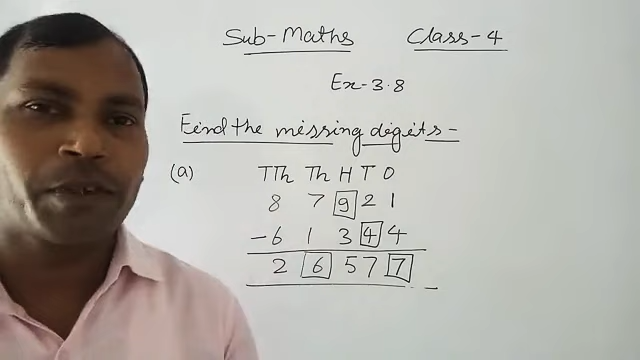 Sub-Maths Class-4
Ex-3.8
Find the missing digits-
(a) TTh Th H T O
8 7 9 2 1
-6 1 3 4 4
2 6 5 7 7